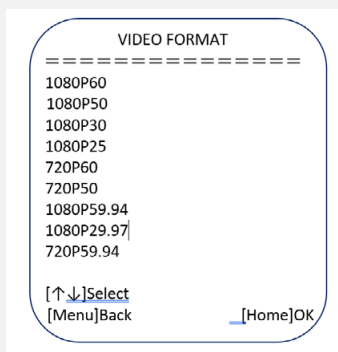 VIDEO FORMAT
= = = = = = = = = = = = = = =
1080P60
1080P50
1080P30
1080P25
720P60
720P50
1080P59.94
1080P29.97
720P59.94
[↑↓]Select
[Menu]Back [Home]OK